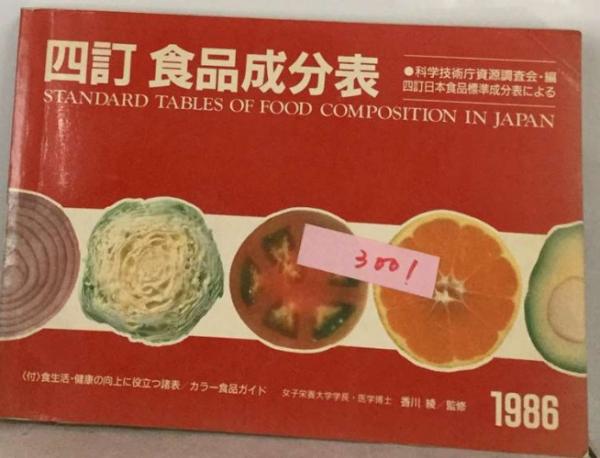 四訂 食品成分表
●科学技術庁資源調査会・編
四訂日本食品標準成分表による
STANDARD TABLES OF FOOD COMPOSITION IN JAPAN
3001
〈付〉食生活・健康の向上に役立つ諸表／カラー食品ガイド
女子栄養大学学長・医学博士 香川 綾／監修
1986